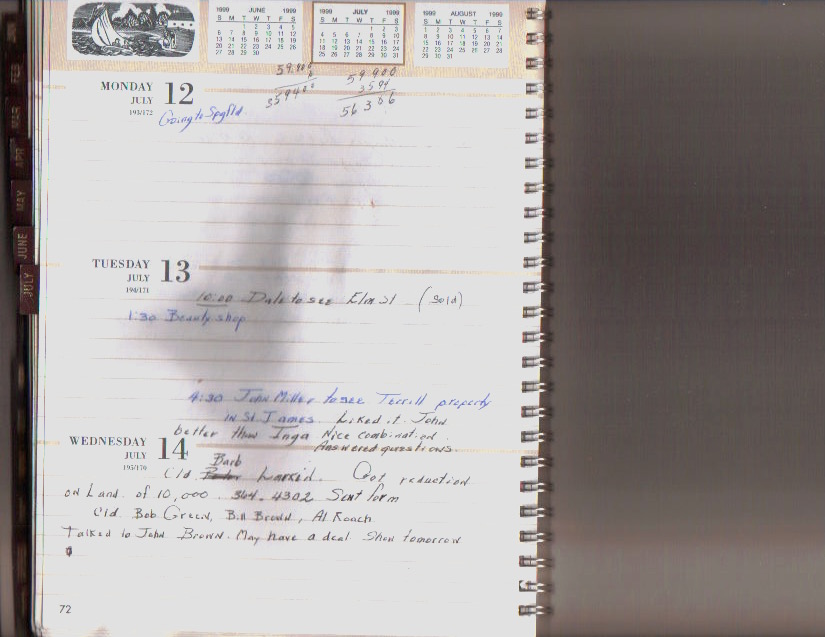 1999 JUNE 1999
S M T W T F S
1 2 3 4 5
6 7 8 9 10 11 12
13 14 15 16 17 18 19
20 21 22 23 24 25 26
27 28 29 30
1999 JULY 1999
S M T W T F S
1 2 3
4 5 6 7 8 9 10
11 12 13 14 15 16 17
18 19 20 21 22 23 24
25 26 27 28 29 30 31
1999 AUGUST 1999
S M T W T F S
1 2 3 4 5 6 7
8 9 10 11 12 13 14
15 16 17 18 19 20 21
22 23 24 25 26 27 28
29 30 31
FEB
MAR
APR
MAY
JUNE
JULY
59,900
59 900
3594
56 306
MONDAY 12
JULY
193/172
Going to Spgfld
TUESDAY 13
JULY
194/171
10:00 Dale to see Elm St (Sold)
1:30 Beauty shop
4:30 John Miller to see Terrill property
in St. James. Liked it. John
better than Inga Nice combination.
Answered questions.
WEDNESDAY 14
JULY
195/170
Barb
Cld Larkin. Got reduction
on Land of 10,000 364-4302 Sent form
Cld. Bob Green, Bill Brown, Al Roach
Talked to John Brown. May have a deal Show tomorrow
72